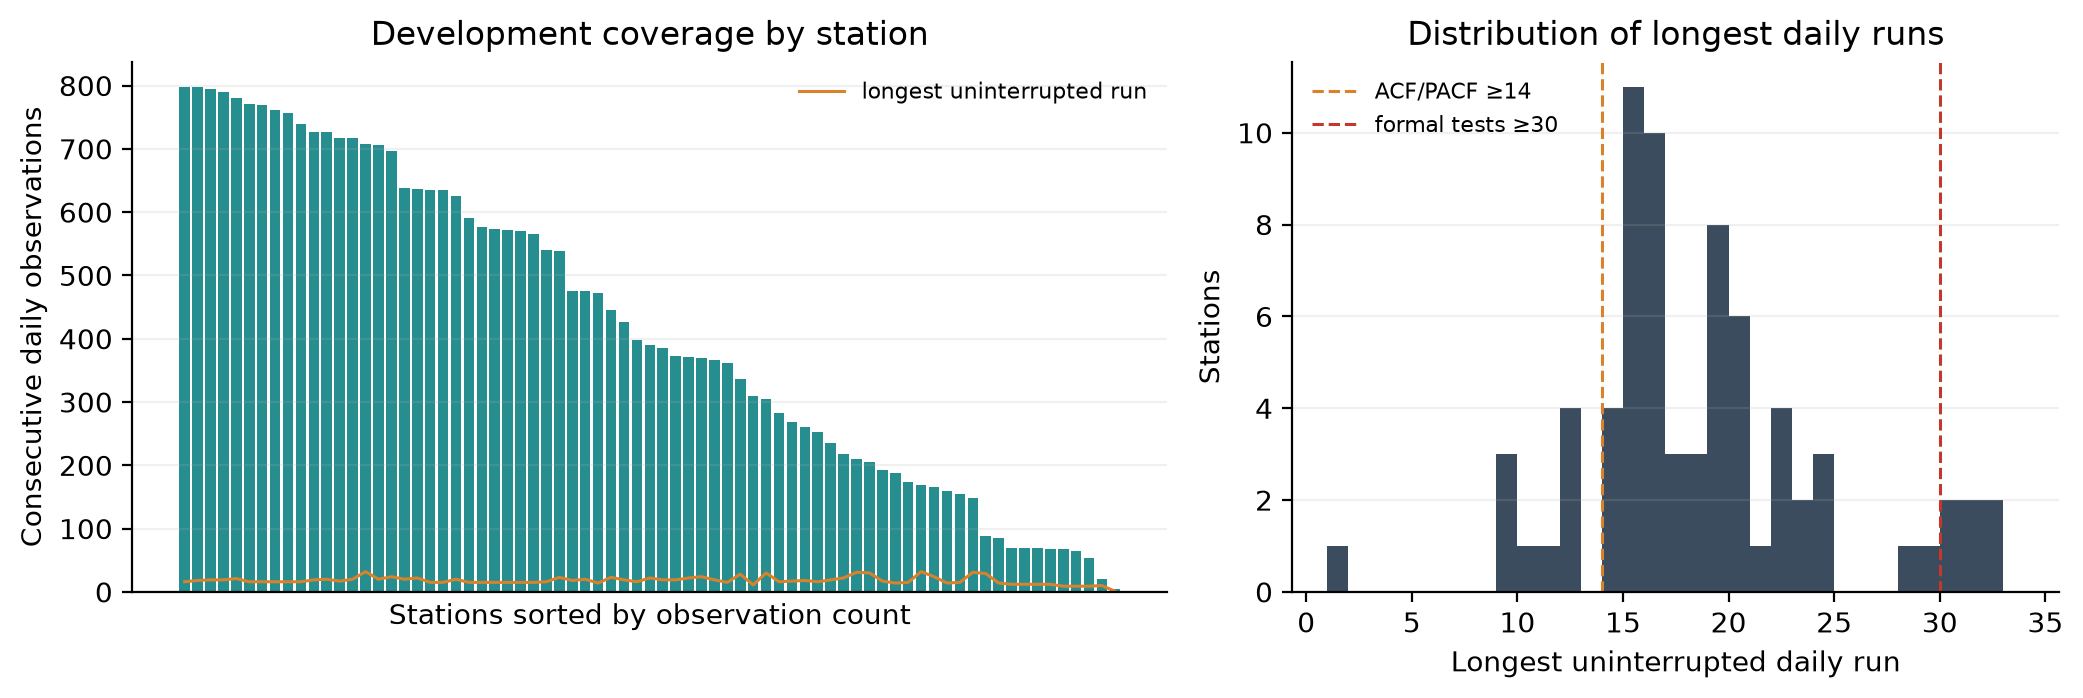 Development coverage by station
longest uninterrupted run
Consecutive daily observations
800
700
600
500
400
300
200
100
0
Stations sorted by observation count
Distribution of longest daily runs
ACF/PACF ≥14
formal tests ≥30
Stations
10
8
6
4
2
0
0 5 10 15 20 25 30 35
Longest uninterrupted daily run